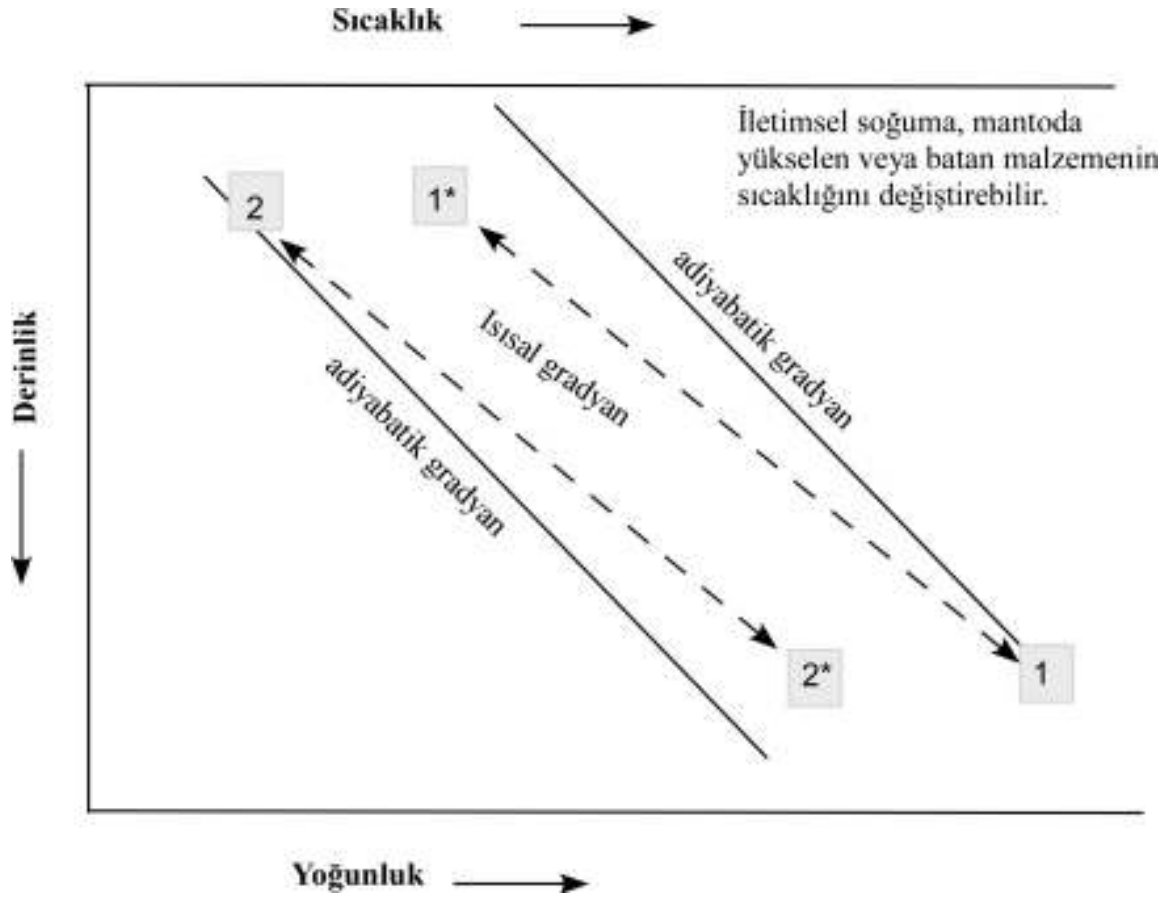 Sıcaklık
İletimsel soğuma, mantoda
yükselen veya batan malzemenin
sıcaklığını değiştirebilir.
2
1*
adiyabatik gradyan
Isısal gradyan
adiyabatik gradyan
Derinlik
2*
1
Yoğunluk